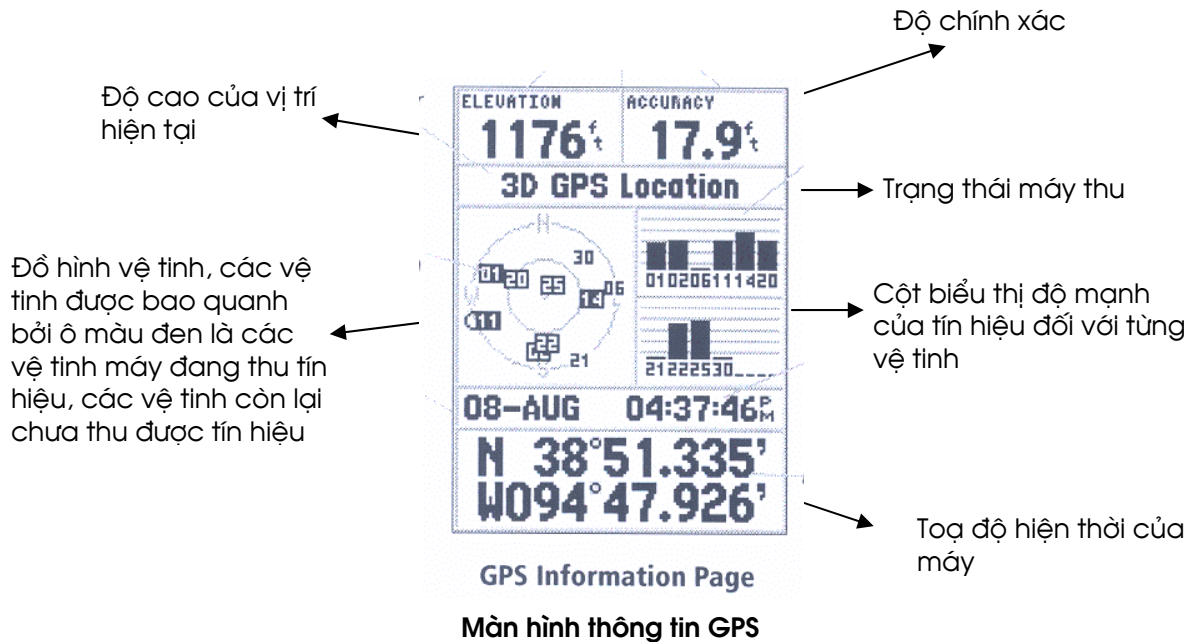 Độ chính xác
Độ cao của vị trí
hiện tại
ELEVATION
ACCURACY
1176ft
17.9ft
3D GPS Location
Trạng thái máy thu
Đồ hình vệ tinh, các vệ
tinh được bao quanh
bởi ô màu đen là các
vệ tinh máy đang thu tín
hiệu, các vệ tinh còn lại
chưa thu được tín hiệu
N
30
01
20
25
06
14
11
22
21
S
010206111420
21222530____
Cột biểu thị độ mạnh
của tín hiệu đối với từng
vệ tinh
08-AUG 04:37:46PM
N 38°51.335'
W094°47.926'
Toạ độ hiện thời của
máy
GPS Information Page
Màn hình thông tin GPS